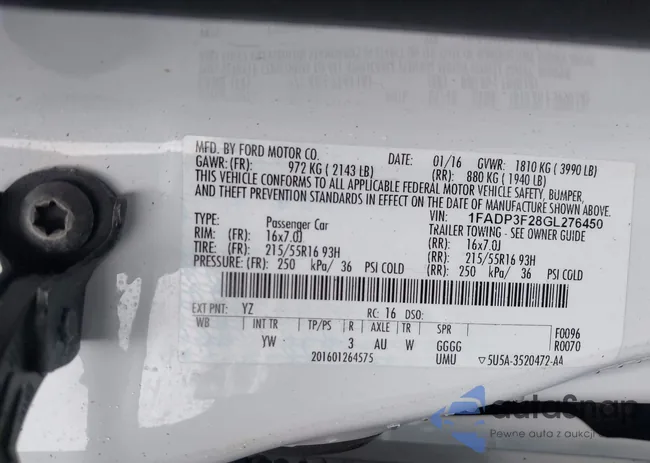 MFD. BY FORD MOTOR CO.
DATE: 01/16 GVWR: 1810 KG ( 3990 LB)
GAWR: (FR): 972 KG ( 2143 LB) (RR): 880 KG ( 1940 LB)
THIS VEHICLE CONFORMS TO ALL APPLICABLE FEDERAL MOTOR VEHICLE SAFETY, BUMPER,
AND THEFT PREVENTION STANDARDS IN EFFECT ON THE DATE OF MANUFACTURE SHOWN ABOVE.
VIN: 1FADP3F28GL276450
TYPE: Passenger Car TRAILER TOWING - SEE OWNER GUIDE
RIM: (FR): 16x7.0J (RR): 16x7.0J
TIRE: (FR): 215/55R16 93H (RR): 215/55R16 93H
PRESSURE: (FR): 250 kPa/ 36 PSI COLD (RR): 250 kPa/ 36 PSI COLD
EXT PNT: YZ RC: 16 DSO: F0096
WB INT TR TP/PS R AXLE TR SPR R0070
YW 3 AU W GGGG
201601264575 UMU ▽5U5A-3520472-AA
autoSnap
Pewne auta z aukcji